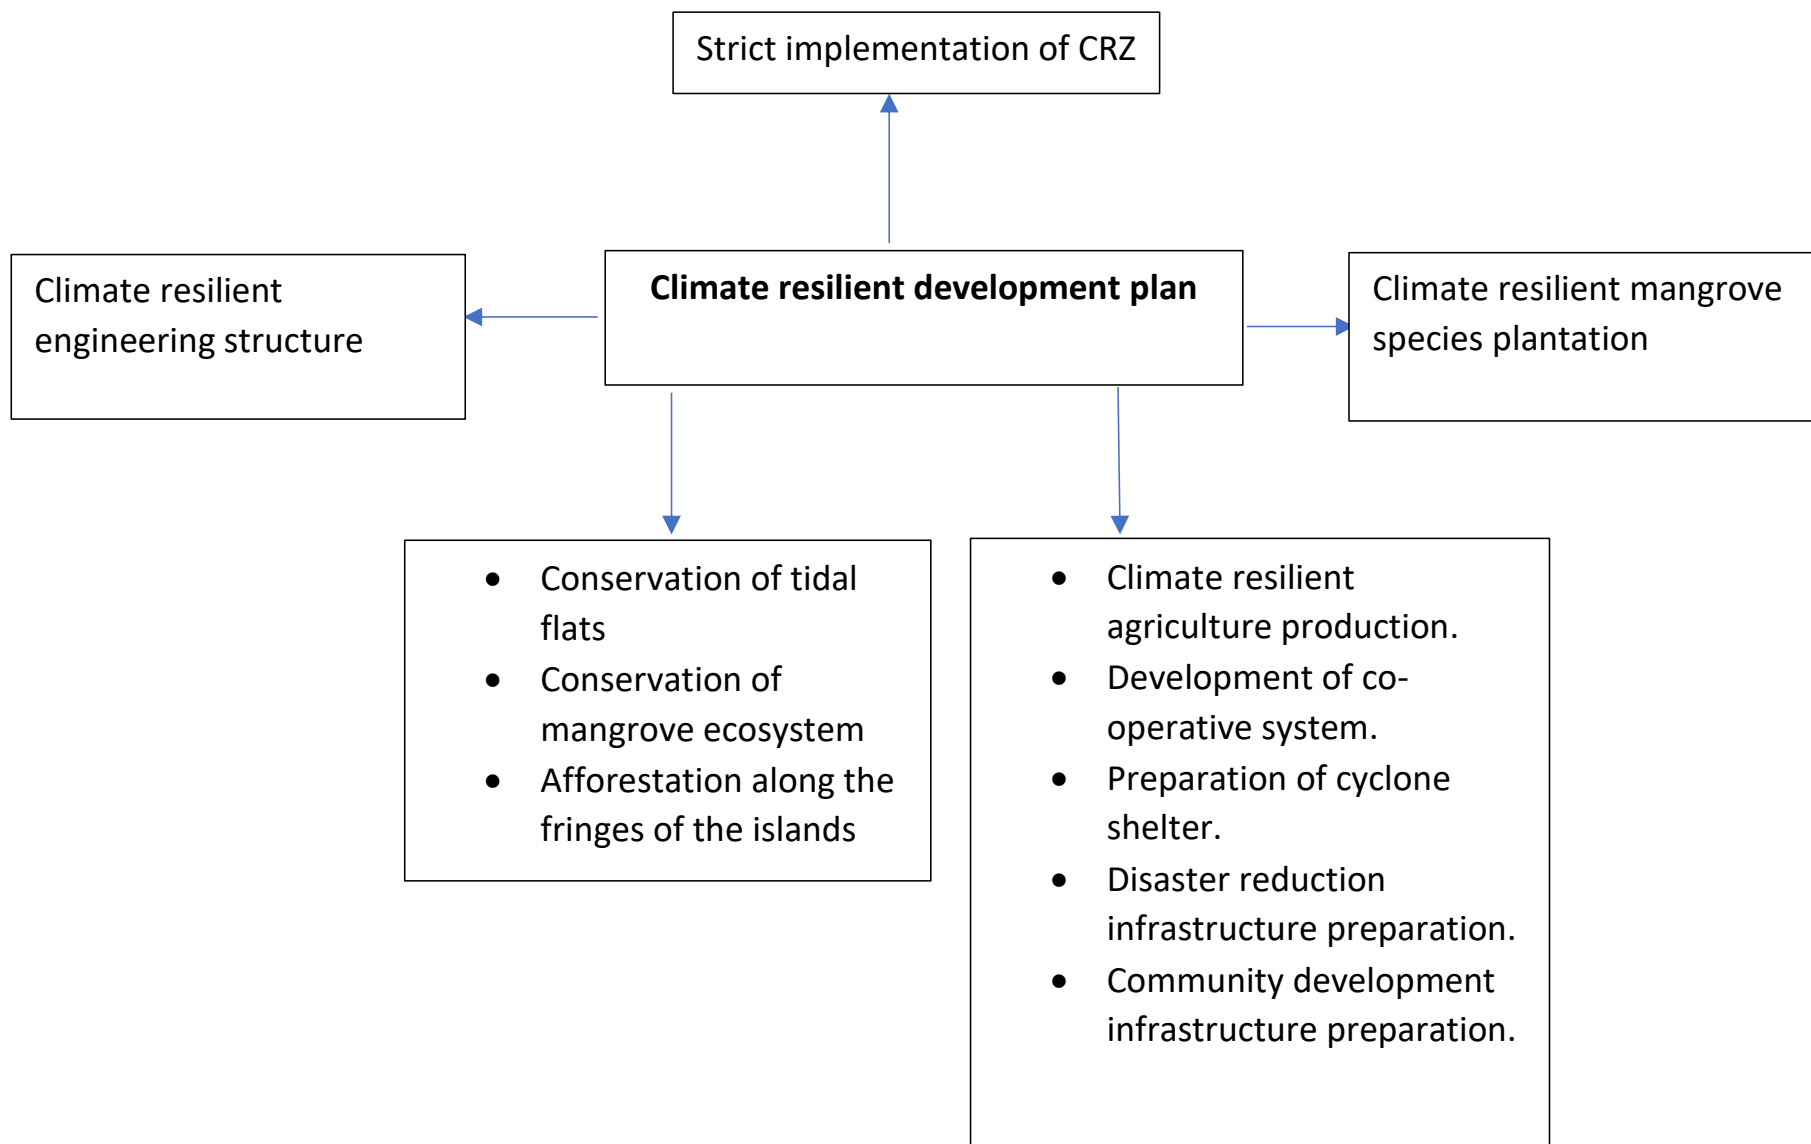 Strict implementation of CRZ
Climate resilient
engineering structure
Climate resilient development plan
Climate resilient mangrove
species plantation
• Conservation of tidal
flats
• Conservation of
mangrove ecosystem
• Afforestation along the
fringes of the islands
• Climate resilient
agriculture production.
• Development of co-
operative system.
• Preparation of cyclone
shelter.
• Disaster reduction
infrastructure preparation.
• Community development
infrastructure preparation.